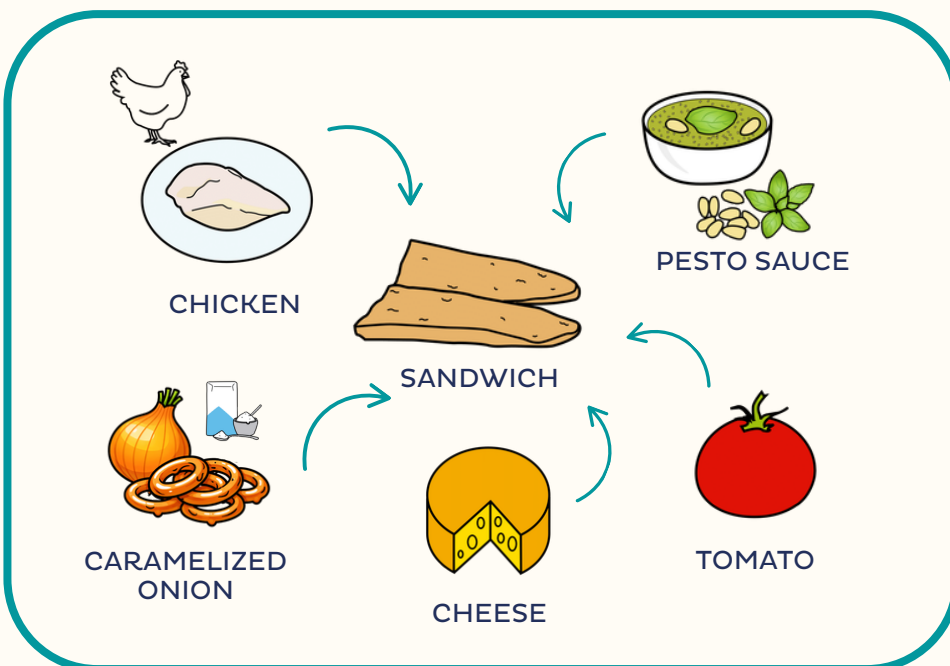 CHICKEN
PESTO SAUCE
SANDWICH
CARAMELIZED
ONION
CHEESE
TOMATO